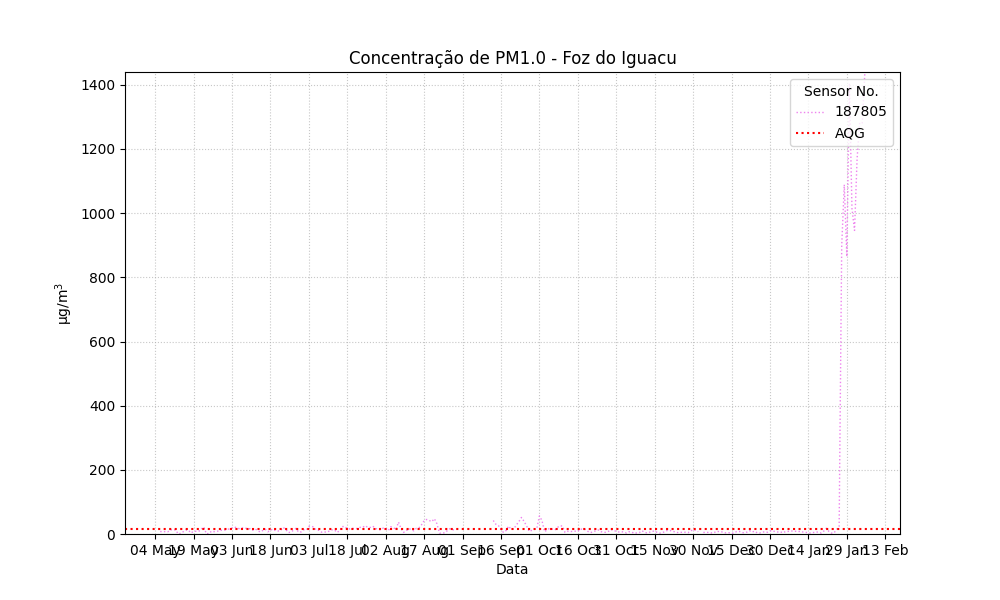 Concentração de PM1.0 - Foz do Iguacu
Sensor No.
187805
AQG
1400
1200
1000
800
600
400
200
0
µg/m³
04 May 19 May 03 Jun 18 Jun 03 Jul 18 Jul 02 Aug 17 Aug 01 Sep 16 Sep 01 Oct 16 Oct 31 Oct 15 Nov 30 Nov 15 Dec 30 Dec 14 Jan 29 Jan 13 Feb
Data